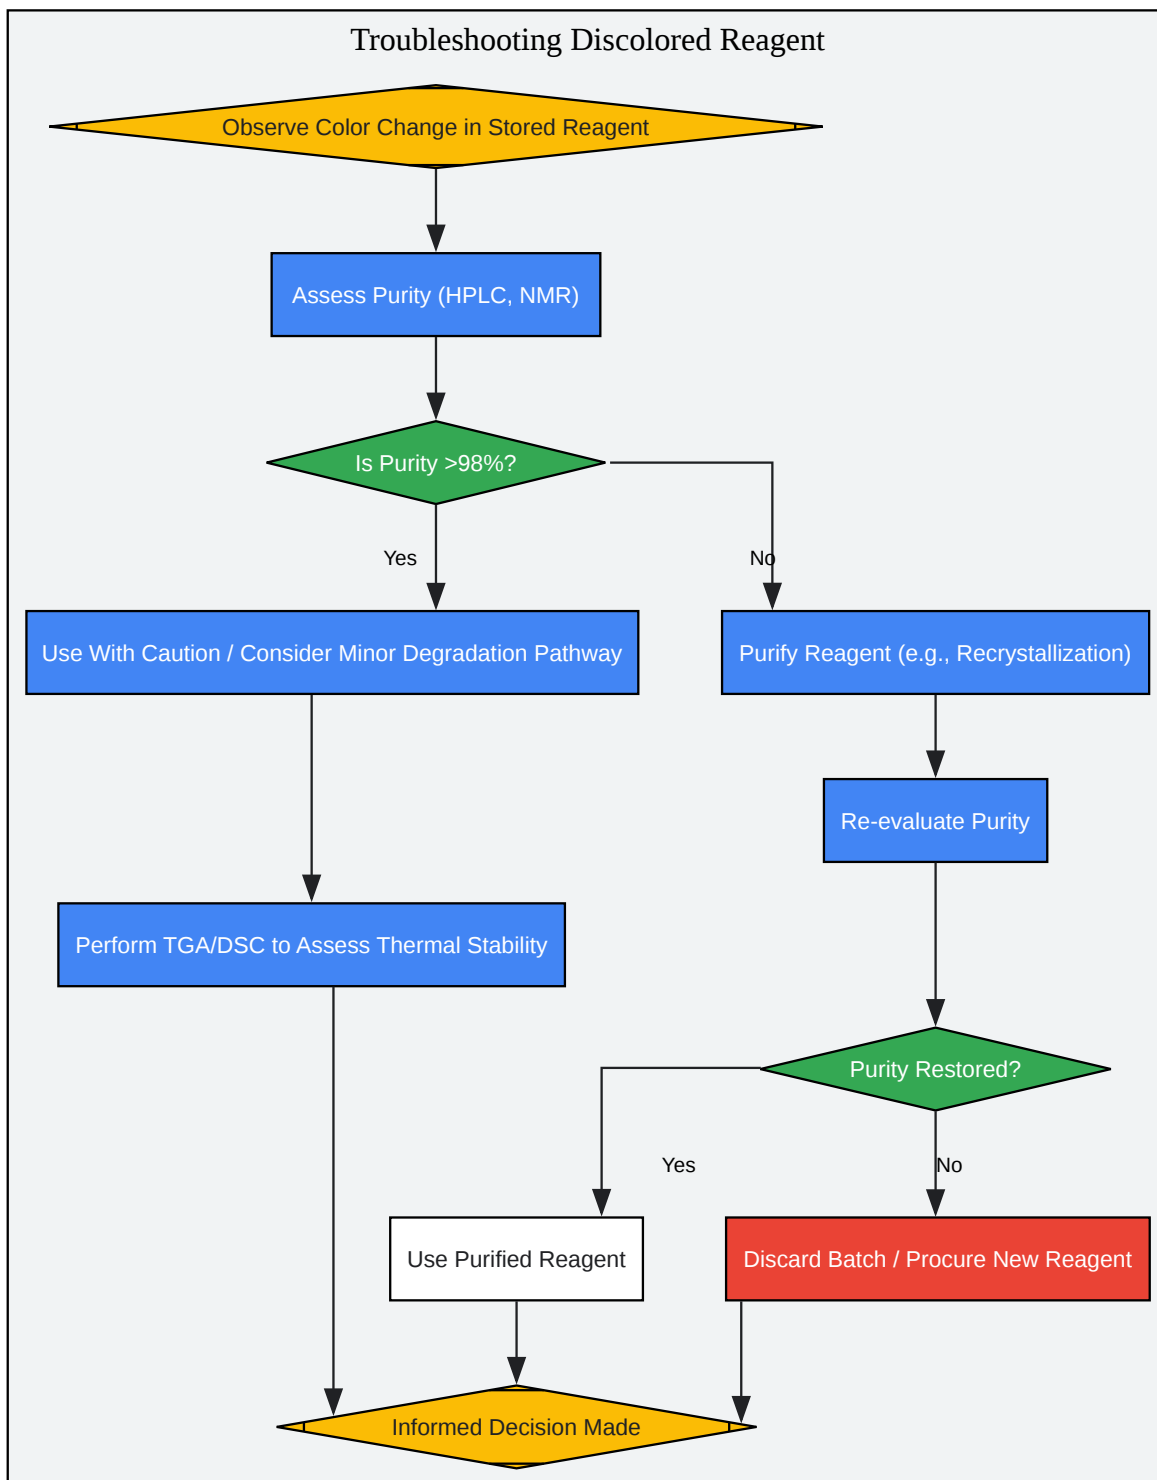 Troubleshooting Discolored Reagent
Observe Color Change in Stored Reagent
Assess Purity (HPLC, NMR)
Is Purity >98%?
Yes
No
Use With Caution / Consider Minor Degradation Pathway
Purify Reagent (e.g., Recrystallization)
Re-evaluate Purity
Perform TGA/DSC to Assess Thermal Stability
Purity Restored?
Yes
No
Use Purified Reagent
Discard Batch / Procure New Reagent
Informed Decision Made